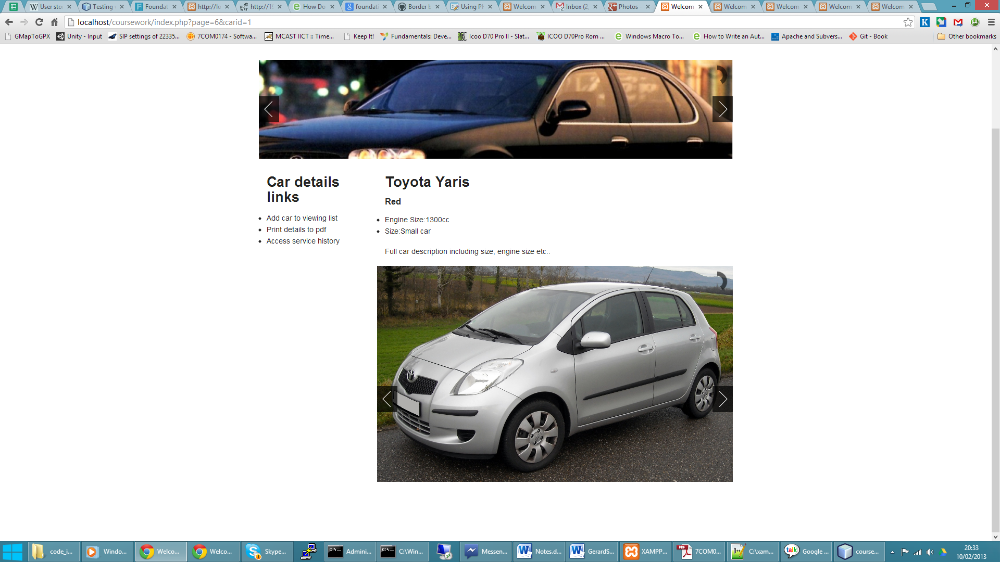 User sto
Testing
Foundat
http://lo
http://19
How Do
foundati
Border b
Using P
Welcom
Inbox (2,
Photos -
Welcom
Welcom
Welcom
Welcom
Welcom
localhost/coursework/index.php?page=6&carid=1
GMapToGPX
Unity - Input
SIP settings of 22335...
7COM0174 - Softwa...
MCAST IICT :: Time...
Keep It!
Fundamentals: Deve...
Icoo D70 Pro II - Slat...
ICOO D70Pro Rom ...
Windows Macro To...
How to Write an Aut...
Apache and Subvers...
Git - Book
Other bookmarks
Car details
links
Add car to viewing list
Print details to pdf
Access service history
Toyota Yaris
Red
Engine Size:1300cc
Size:Small car
Full car description including size, engine size etc..
code_i...
Windo...
Welco...
Welco...
Skype...
Admini...
C:\Win...
Messen...
Notes.d...
GerardS...
XAMPP...
7COM0...
C:\xam...
Google ...
course...
20:33
10/02/2013